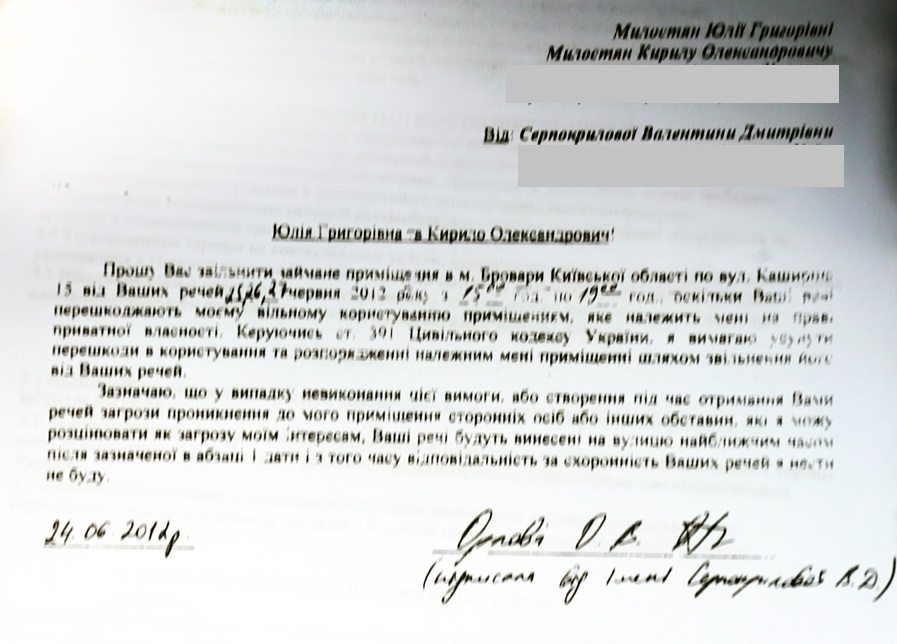 Милостян Юлії Григорівні
Милостян Кирилу Олександровичу
Від: Серпокрилової Валентини Дмитрівни
Юлія Григорівна та Кирило Олександрович!
Прошу Вас звільнити займане приміщення в м. Бровари Київської області по вул.
15 від Ваших речей 25,26,27 червня 2012 року з 15 00 год. по 19 00 год., оскільки Ваші речі
перешкоджають моєму вільному користуванню приміщенням, яке належить мені на праві
приватної власності. Керуючись ст. 391 Цивільного кодексу України, я вимагаю усунути
перешкоди в користування та розпорядженні належним мені приміщенні шляхом звільнення його
від Ваших речей.
Зазначаю, що у випадку невиконання цієї вимоги, або створення під час отримання Вами
речей загрози проникнення до мого приміщення сторонніх осіб або інших обставин, які я можу
розцінювати як загрозу моїм інтересам, Ваші речі будуть винесені на вулицю найближчим часом
після зазначеної в абзаці 1 дати і з того часу відповідальність за схоронність Ваших речей я нести
не буду.
24.06.2012р.
О. В.
(підписала від імені Серпокрилової В.Д.)